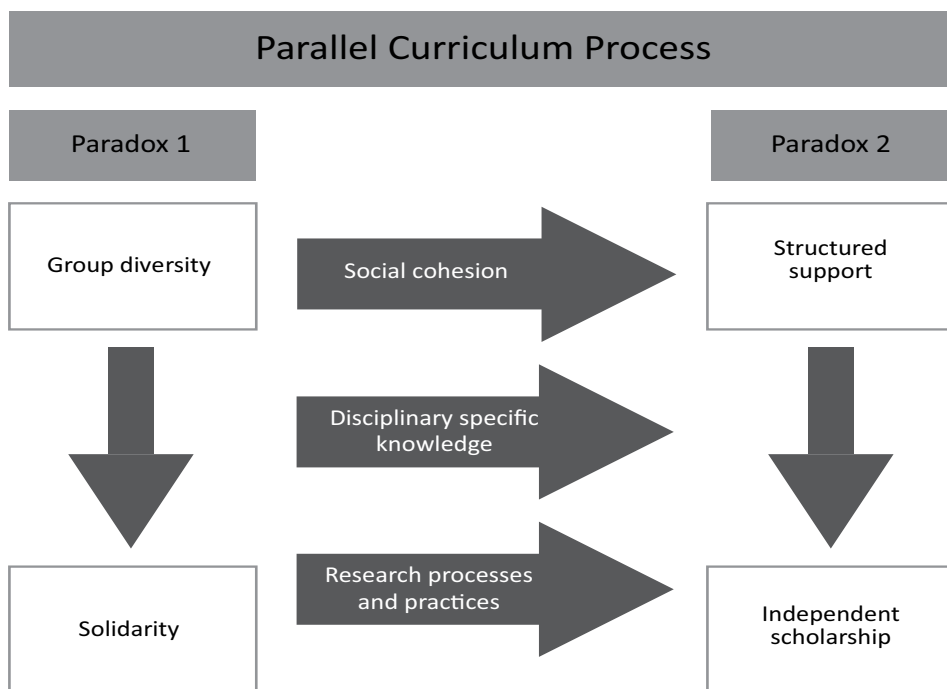 Parallel Curriculum Process
Paradox 1
Paradox 2
Group diversity
Social cohesion
Structured
support
Disciplinary specific
knowledge
Research processes
and practices
Solidarity
Independent
scholarship